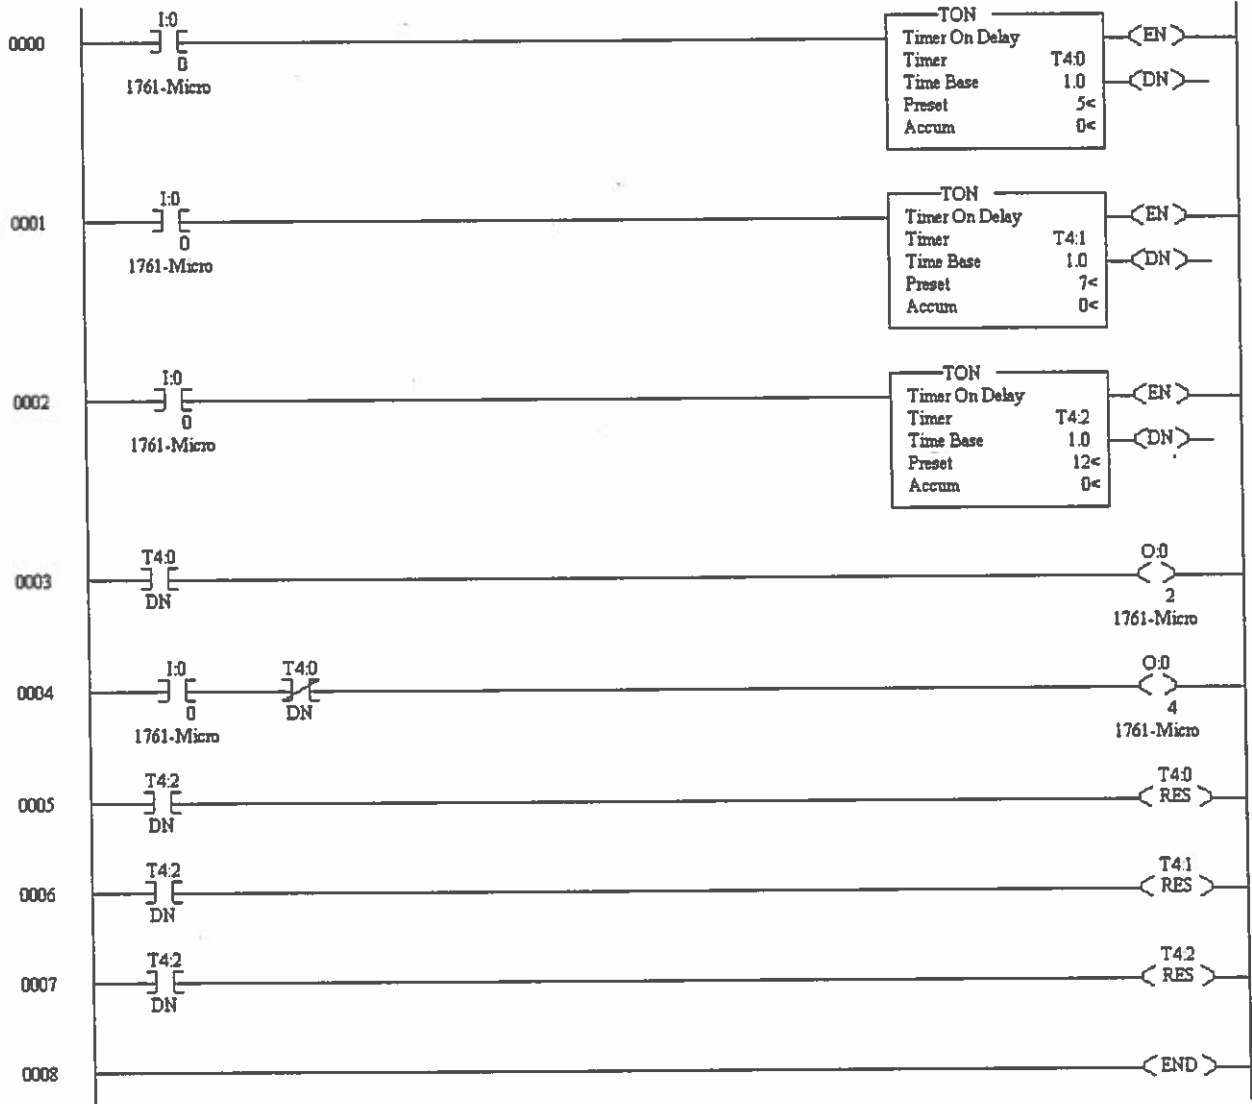 I:0
0000
0
1761-Micro
TON
Timer On Delay
Timer T4:0
Time Base 1.0
Preset 5<
Accum 0<
EN
DN
I:0
0001
0
1761-Micro
TON
Timer On Delay
Timer T4:1
Time Base 1.0
Preset 7<
Accum 0<
EN
DN
I:0
0002
0
1761-Micro
TON
Timer On Delay
Timer T4:2
Time Base 1.0
Preset 12<
Accum 0<
EN
DN
T4:0
0003
DN
O:0
2
1761-Micro
I:0
T4:0
0004
0
DN
1761-Micro
O:0
4
1761-Micro
T4:2
0005
DN
T4:0
RES
T4:2
0006
DN
T4:1
RES
T4:2
0007
DN
T4:2
RES
0008
END